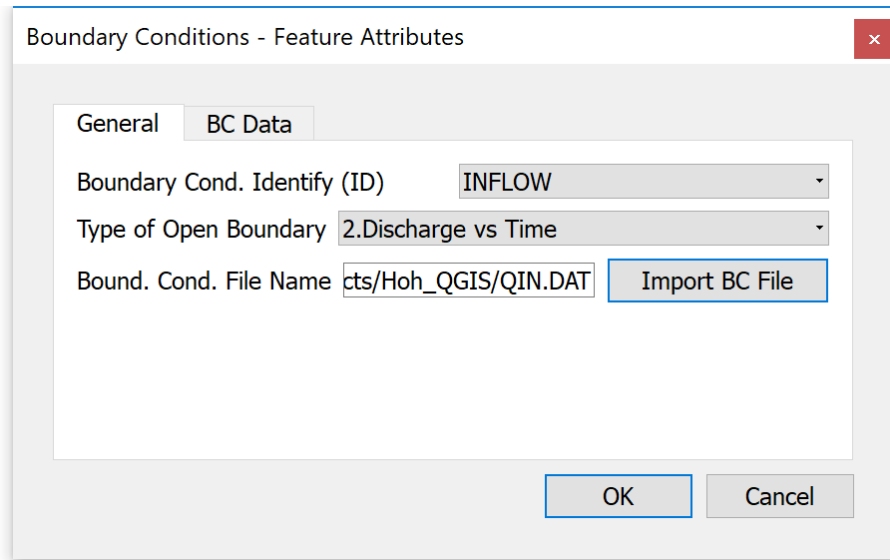 Boundary Conditions - Feature Attributes
General BC Data
Boundary Cond. Identify (ID) INFLOW
Type of Open Boundary 2.Discharge vs Time
Bound. Cond. File Name cts/Hoh_QGIS/QIN.DAT Import BC File
OK Cancel